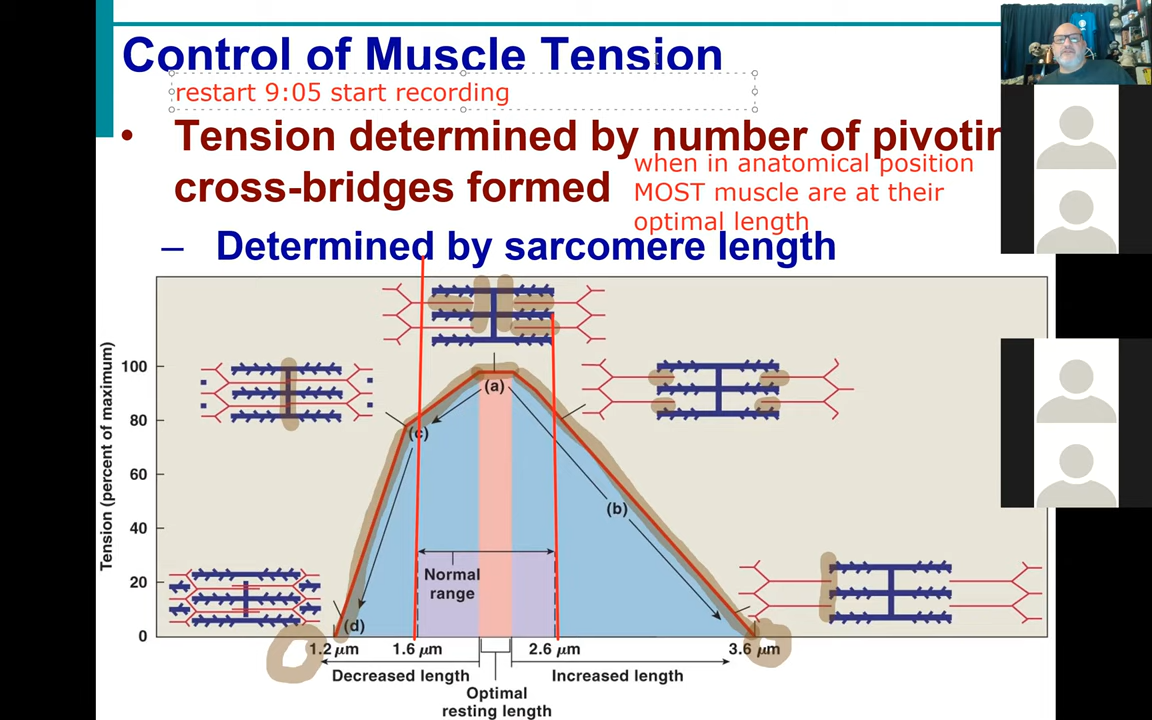 Control of Muscle Tension
restart 9:05 start recording
• Tension determined by number of
cross-bridges formed
when in anatomical position
MOST muscle are at their
optimal length
– Determined by sarcomere length
Tension (percent of maximum)
100
80
60
40
20
0
(a)
(c)
(b)
(d)
Normal
range
1.2 μm
1.6 μm
2.6 μm
3.6 μm
Decreased length
Increased length
Optimal
resting length